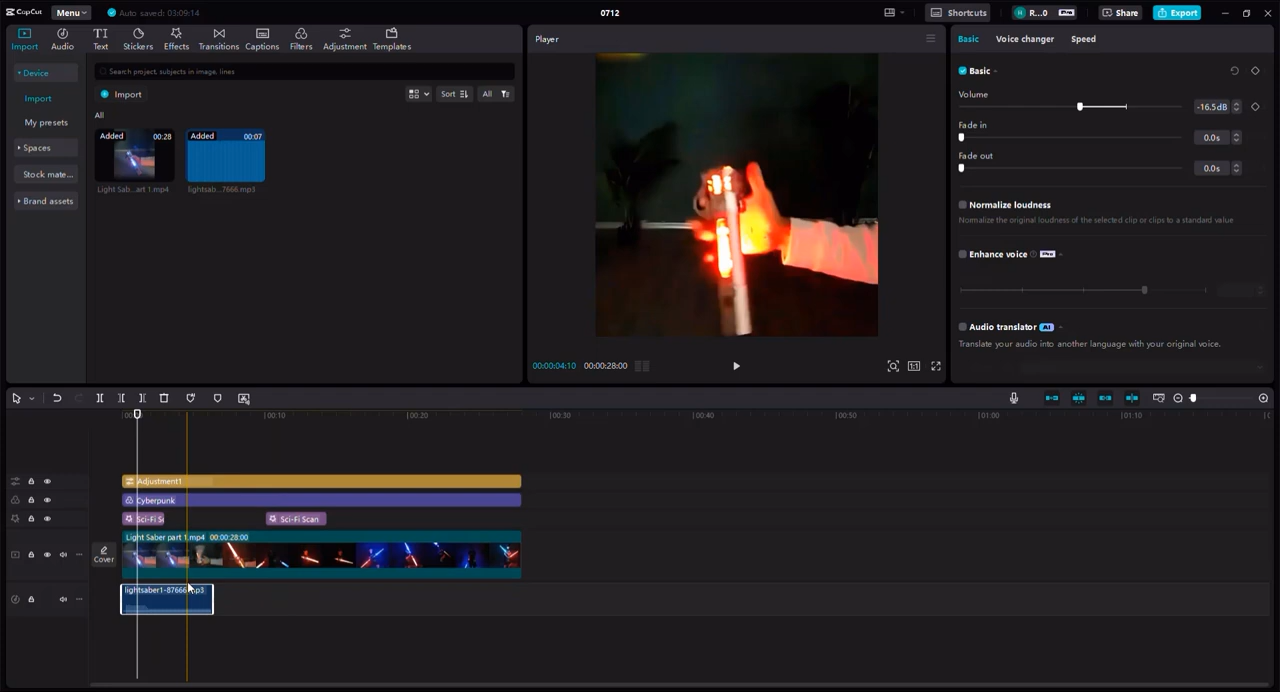 CapCut Menu Auto saved: 03:09:14 0712 Shortcuts R...0 Pro Share Export
Import Audio Text Stickers Effects Transitions Captions Filters Adjustment Templates
Device
Import
My presets
Spaces
Stock mate...
Brand assets
Search project, subjects in image, lines
Import Sort All
All
Added 00:28 Added 00:07
Light Sab...art 1.mp4 lightsab...7666.mp3
Player
00:00:04:10 00:00:28:00 1:1
Basic Voice changer Speed
Basic
Volume
-16.5dB
Fade in
0.0s
Fade out
0.0s
Normalize loudness
Normalize the original loudness of the selected clip or clips to a standard value
Enhance voice Pro
Audio translator AI
Translate your audio into another language with your original voice.
00:10 00:20 00:30 00:40 00:50 01:00 01:10
Adjustment1
Cyberpunk
Sci-Fi S Sci-Fi Scan
Cover
Light Saber part 1.mp4 00:00:28:00
lightsaber1-87666.mp3